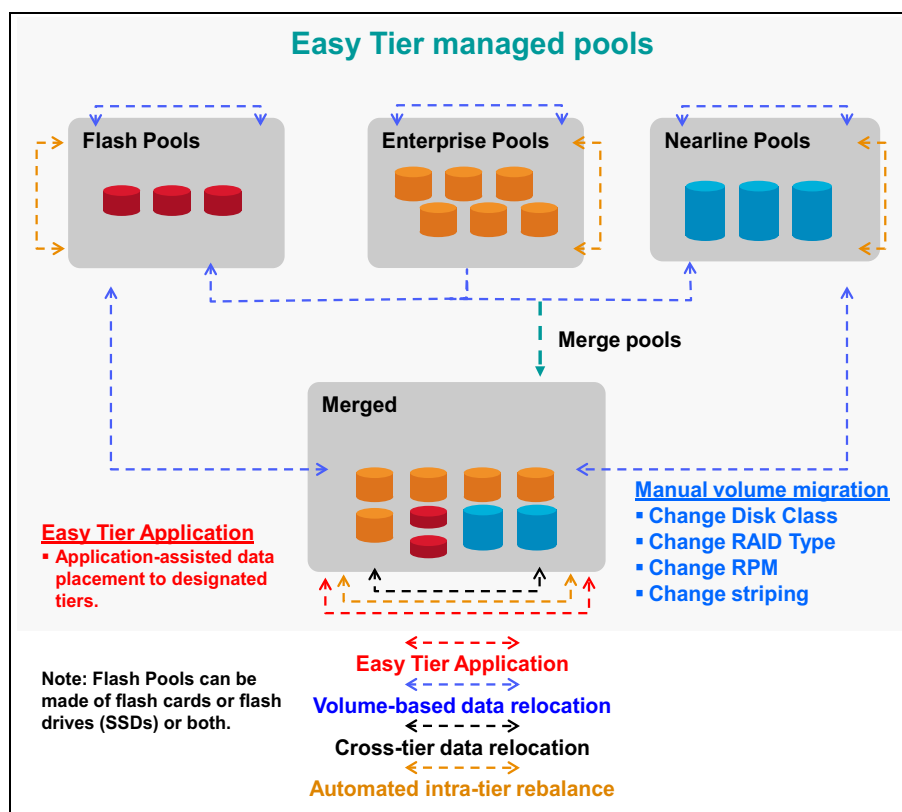 Easy Tier managed pools
Flash Pools
Enterprise Pools
Nearline Pools
Merge pools
Merged
Easy Tier Application
▪ Application-assisted data
placement to designated
tiers.
Manual volume migration
▪ Change Disk Class
▪ Change RAID Type
▪ Change RPM
▪ Change striping
Note: Flash Pools can be
made of flash cards or flash
drives (SSDs) or both.
Easy Tier Application
Volume-based data relocation
Cross-tier data relocation
Automated intra-tier rebalance